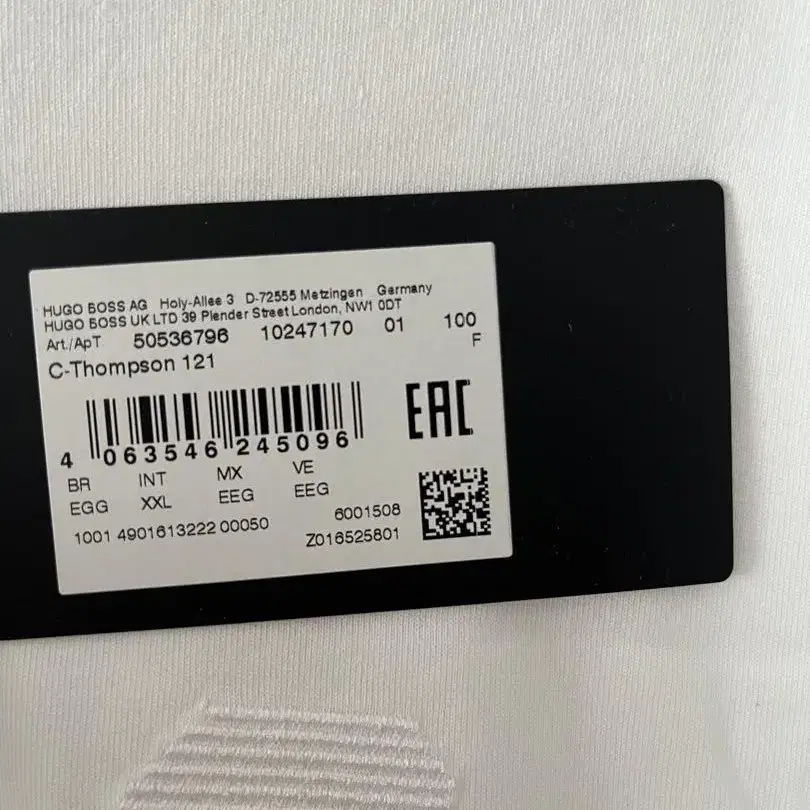 HUGO BOSS AG Holy-Allee 3 D-72555 Metzingen Germany
HUGO BOSS UK LTD 39 Plender Street London, NW1 0DT
Art./ApT 50536796 10247170 01 100
F
C-Thompson 121
EAC
4 063546 245096
BR INT MX VE
EGG XXL EEG EEG
1001 4901613222 00050 6001508
Z016525801